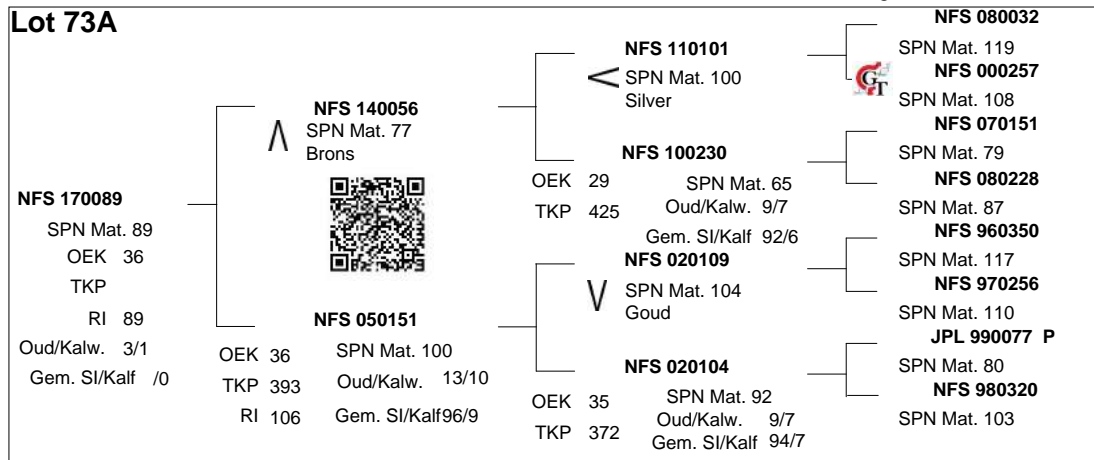 Lot 73A
NFS 170089
SPN Mat. 89
OEK 36
TKP
RI 89
Oud/Kalw. 3/1
Gem. SI/Kalf /0
NFS 140056
SPN Mat. 77
Brons
NFS 050151
OEK 36 SPN Mat. 100
TKP 393 Oud/Kalw. 13/10
RI 106 Gem. SI/Kalf 96/9
NFS 110101
SPN Mat. 100
Silver
NFS 100230
OEK 29 SPN Mat. 65
TKP 425 Oud/Kalw. 9/7
Gem. SI/Kalf 92/6
NFS 020109
SPN Mat. 104
Goud
NFS 020104
OEK 35 SPN Mat. 92
TKP 372 Oud/Kalw. 9/7
Gem. SI/Kalf 94/7
NFS 080032
SPN Mat. 119
GT NFS 000257
SPN Mat. 108
NFS 070151
SPN Mat. 79
NFS 080228
SPN Mat. 87
NFS 960350
SPN Mat. 117
NFS 970256
SPN Mat. 110
JPL 990077 P
SPN Mat. 80
NFS 980320
SPN Mat. 103